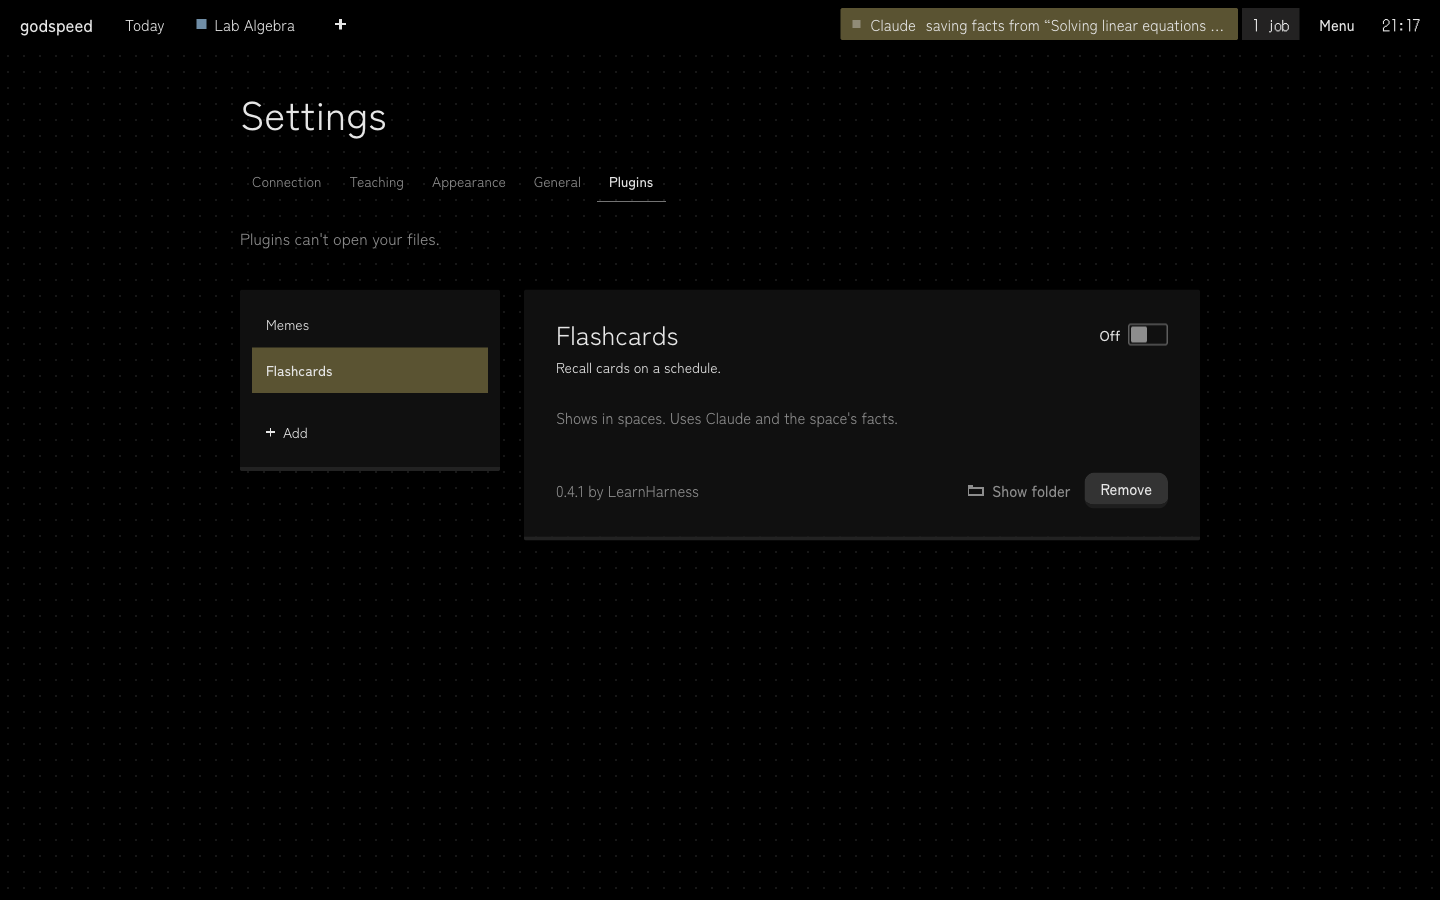 godspeed Today Lab Algebra + Claude saving facts from “Solving linear equations ... 1 job Menu 21:17
Settings
Connection Teaching Appearance General Plugins
Plugins can't open your files.
Memes
Flashcards
+ Add
Flashcards Off
Recall cards on a schedule.
Shows in spaces. Uses Claude and the space's facts.
0.4.1 by LearnHarness Show folder Remove